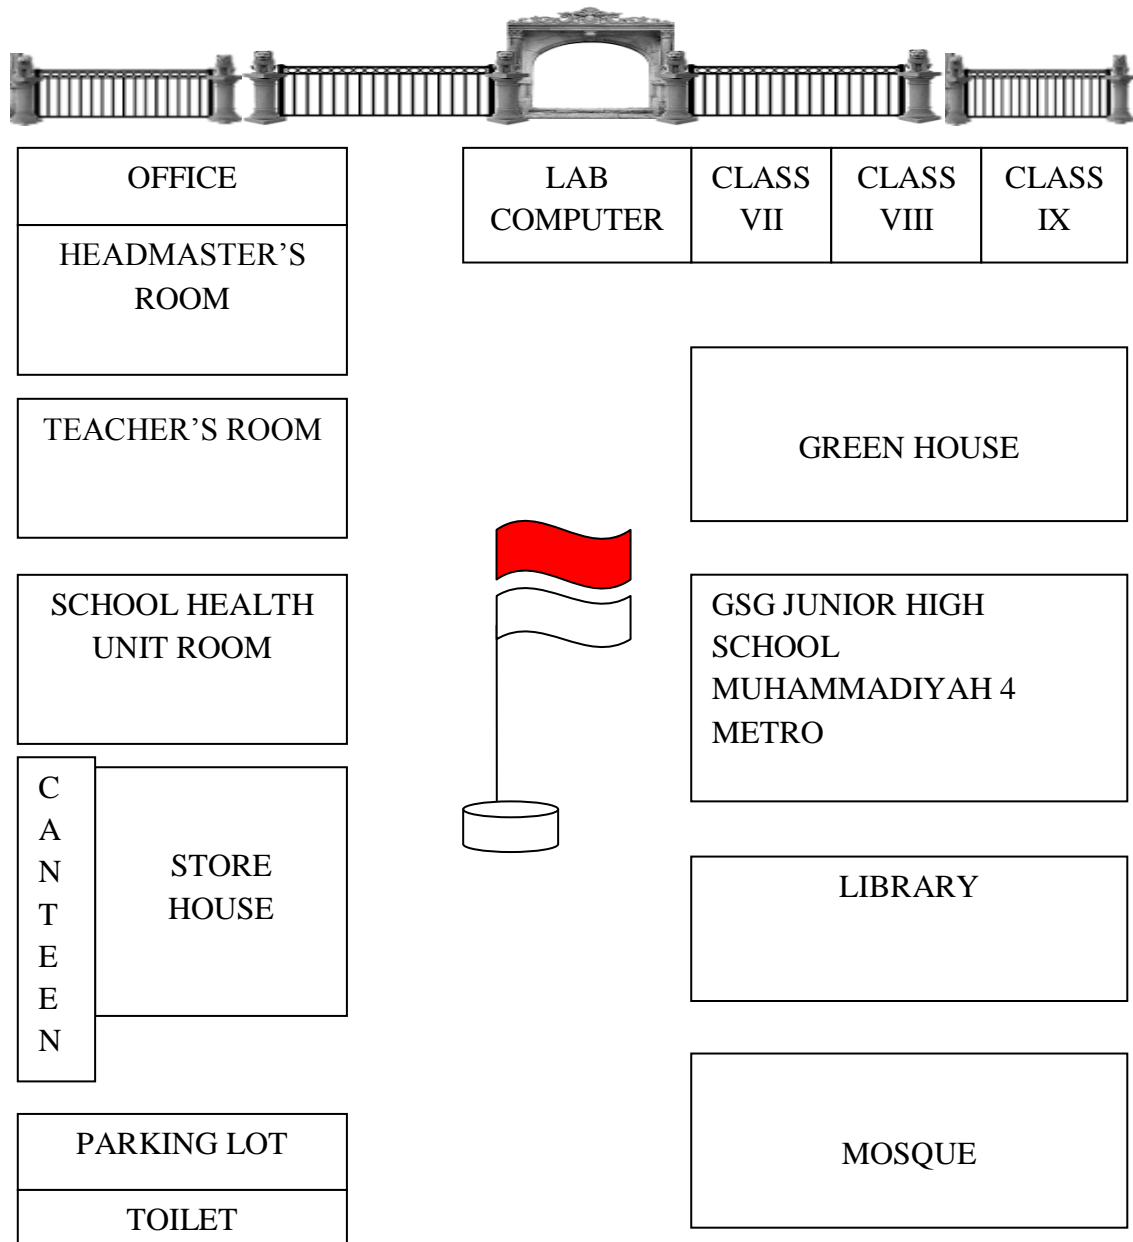 OFFICE
HEADMASTER'S
ROOM
TEACHER'S ROOM
SCHOOL HEALTH
UNIT ROOM
C
A
N
T
E
E
N
STORE
HOUSE
PARKING LOT
TOILET
LAB
COMPUTER
CLASS
VII
CLASS
VIII
CLASS
IX
GREEN HOUSE
GSG JUNIOR HIGH
SCHOOL
MUHAMMADIYAH 4
METRO
LIBRARY
MOSQUE